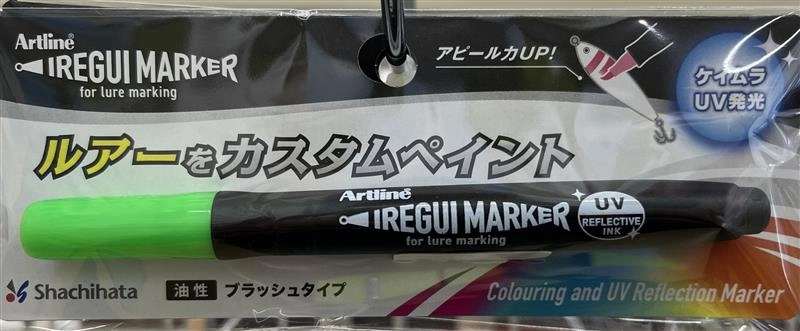 Artline
IREGUI MARKER
for lure marking
アピール力UP!
ケイムラ
UV発光
ルアーをカスタムペイント
Artline
IREGUI MARKER
for lure marking
UV
REFLECTIVE
INK
Shachihata
油性 ブラッシュタイプ
Colouring and UV Reflection Marker